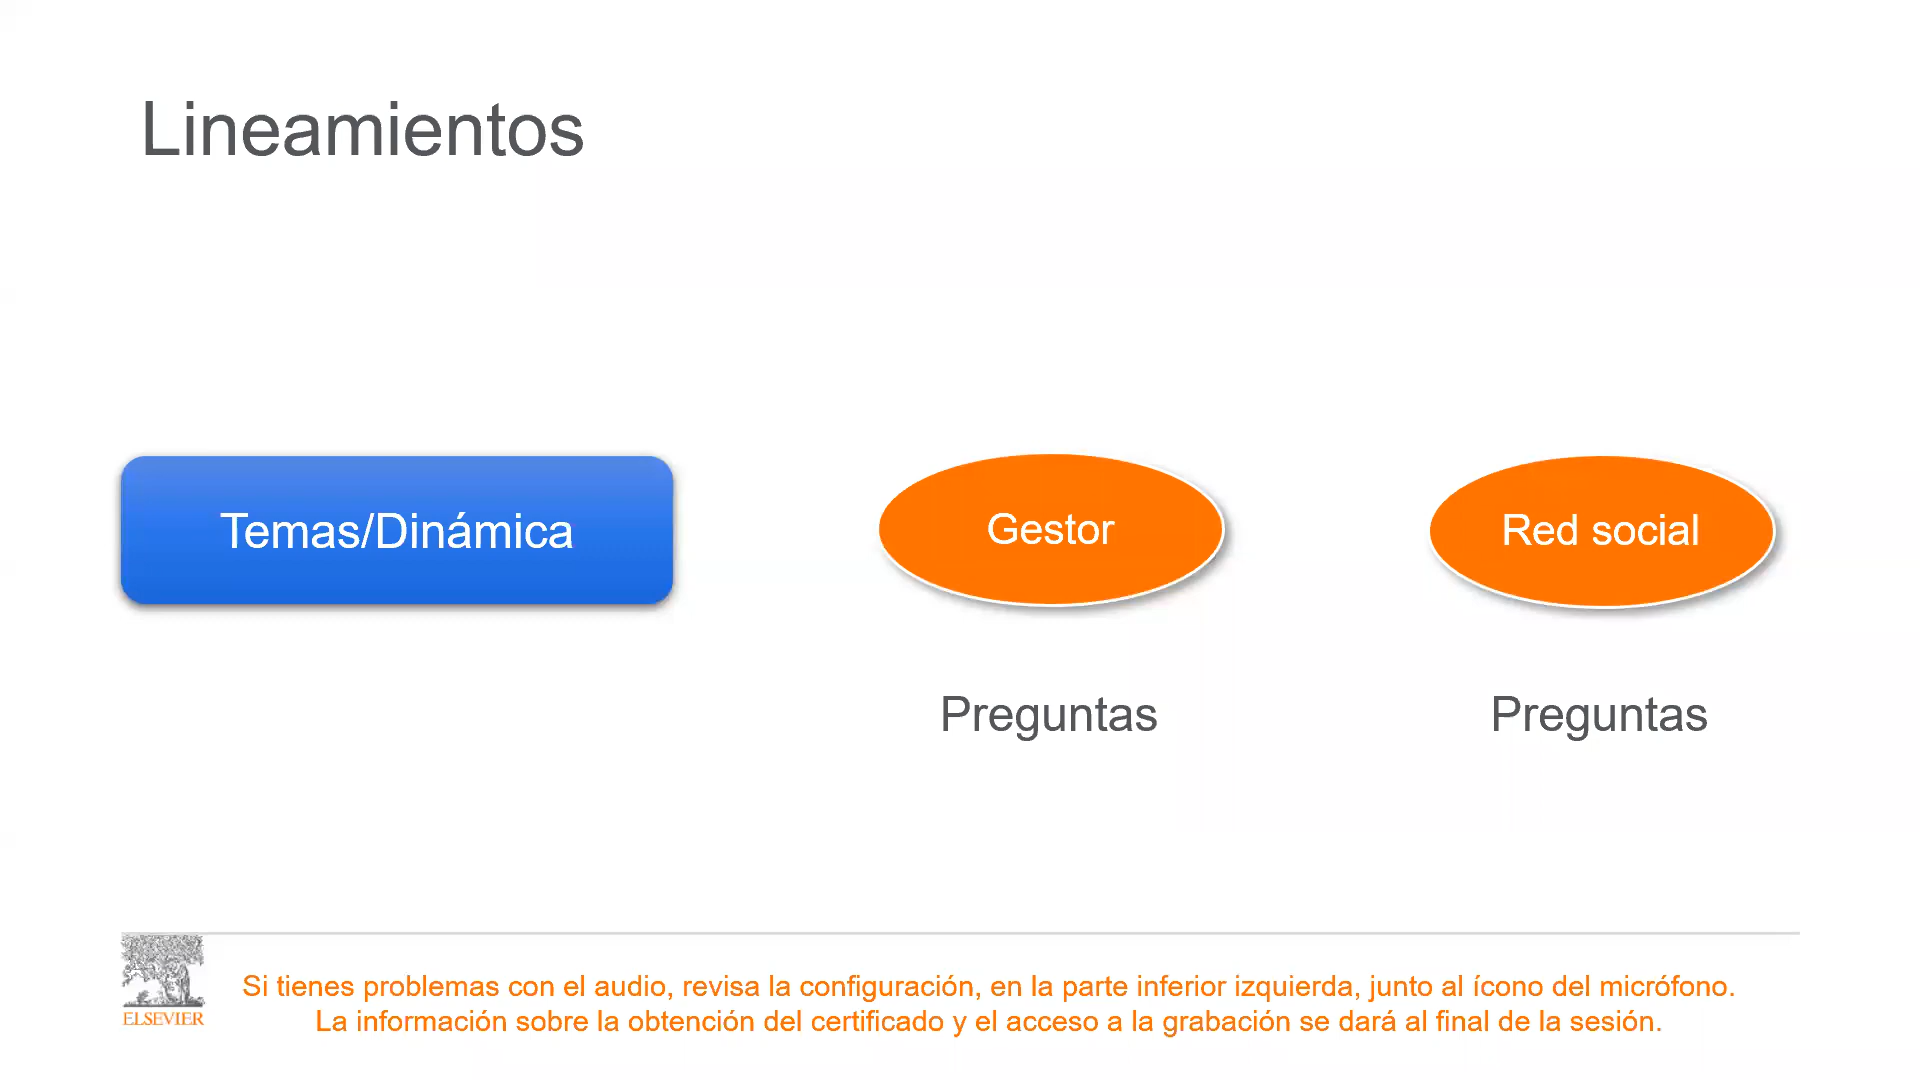 Lineamientos
Temas/Dinámica
Gestor
Red social
Preguntas
Preguntas
ELSEVIER
Si tienes problemas con el audio, revisa la configuración, en la parte inferior izquierda, junto al ícono del micrófono.
La información sobre la obtención del certificado y el acceso a la grabación se dará al final de la sesión.